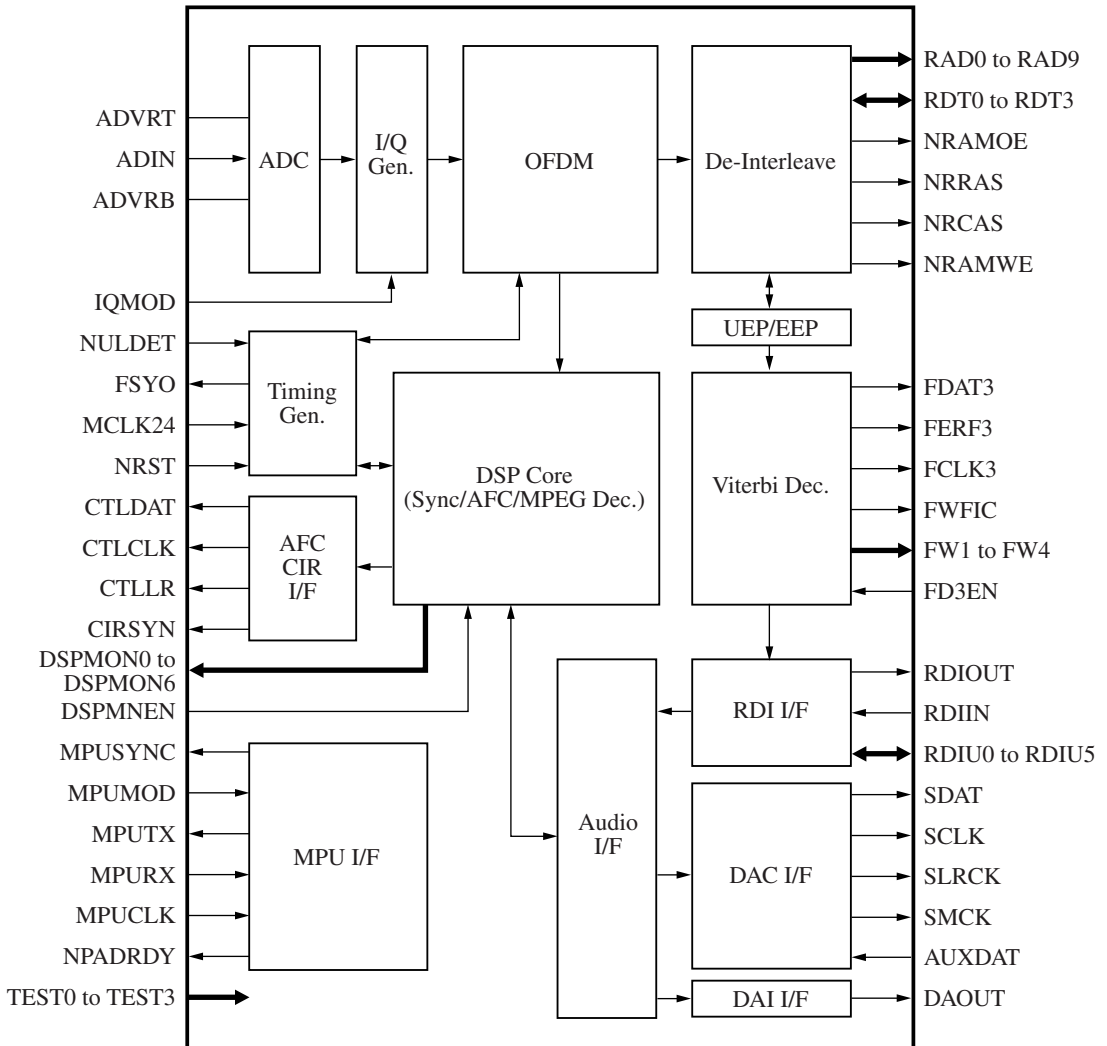 ADVRT
ADIN
ADVRB
IQMOD
NULDET
FSYO
MCLK24
NRST
CTLDAT
CTLCLK
CTLLR
CIRSYN
DSPMON0 to
DSPMON6
DSPMNEN
MPUSYNC
MPUMOD
MPUTX
MPURX
MPUCLK
NPADRDY
TEST0 to TEST3
ADC
I/Q
Gen.
OFDM
De-Interleave
UEP/EEP
Timing
Gen.
DSP Core
(Sync/AFC/MPEG Dec.)
Viterbi Dec.
AFC
CIR
I/F
RDI I/F
MPU I/F
Audio
I/F
DAC I/F
DAI I/F
RAD0 to RAD9
RDT0 to RDT3
NRAMOE
NRRAS
NRCAS
NRAMWE
FDAT3
FERF3
FCLK3
FWFIC
FW1 to FW4
FD3EN
RDIOUT
RDIIN
RDIU0 to RDIU5
SDAT
SCLK
SLRCK
SMCK
AUXDAT
DAOUT